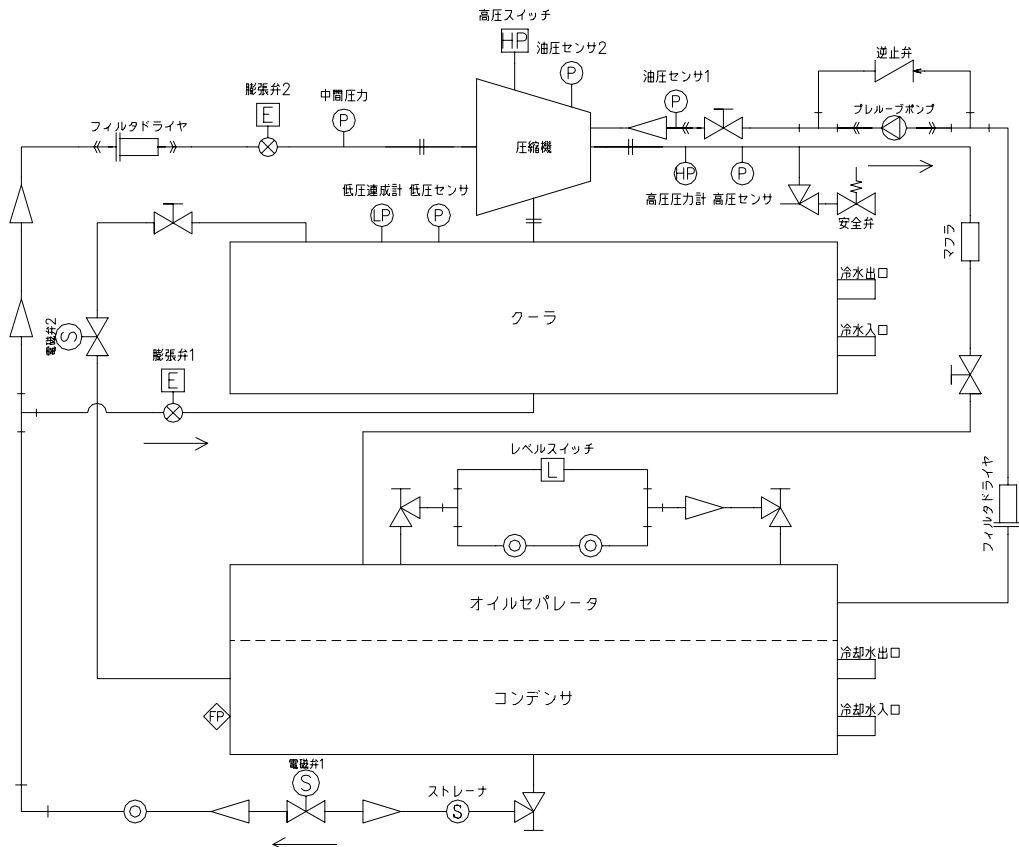 高圧スイッチ
HP
油圧センサ2
P
逆止弁
膨張弁2
E
中間圧力
P
油圧センサ1
P
プレルーブポンプ
フィルタドライヤ
圧縮機
低圧連成計
LP
低圧センサ
P
高圧圧力計
HP
高圧センサ
P
安全弁
マフラ
冷水出口
クーラ
冷水入口
電磁弁2
S
膨張弁1
E
レベルスイッチ
L
フィルタドライヤ
オイルセパレータ
冷却水出口
コンデンサ
冷却水入口
FP
電磁弁1
S
ストレーナ
S